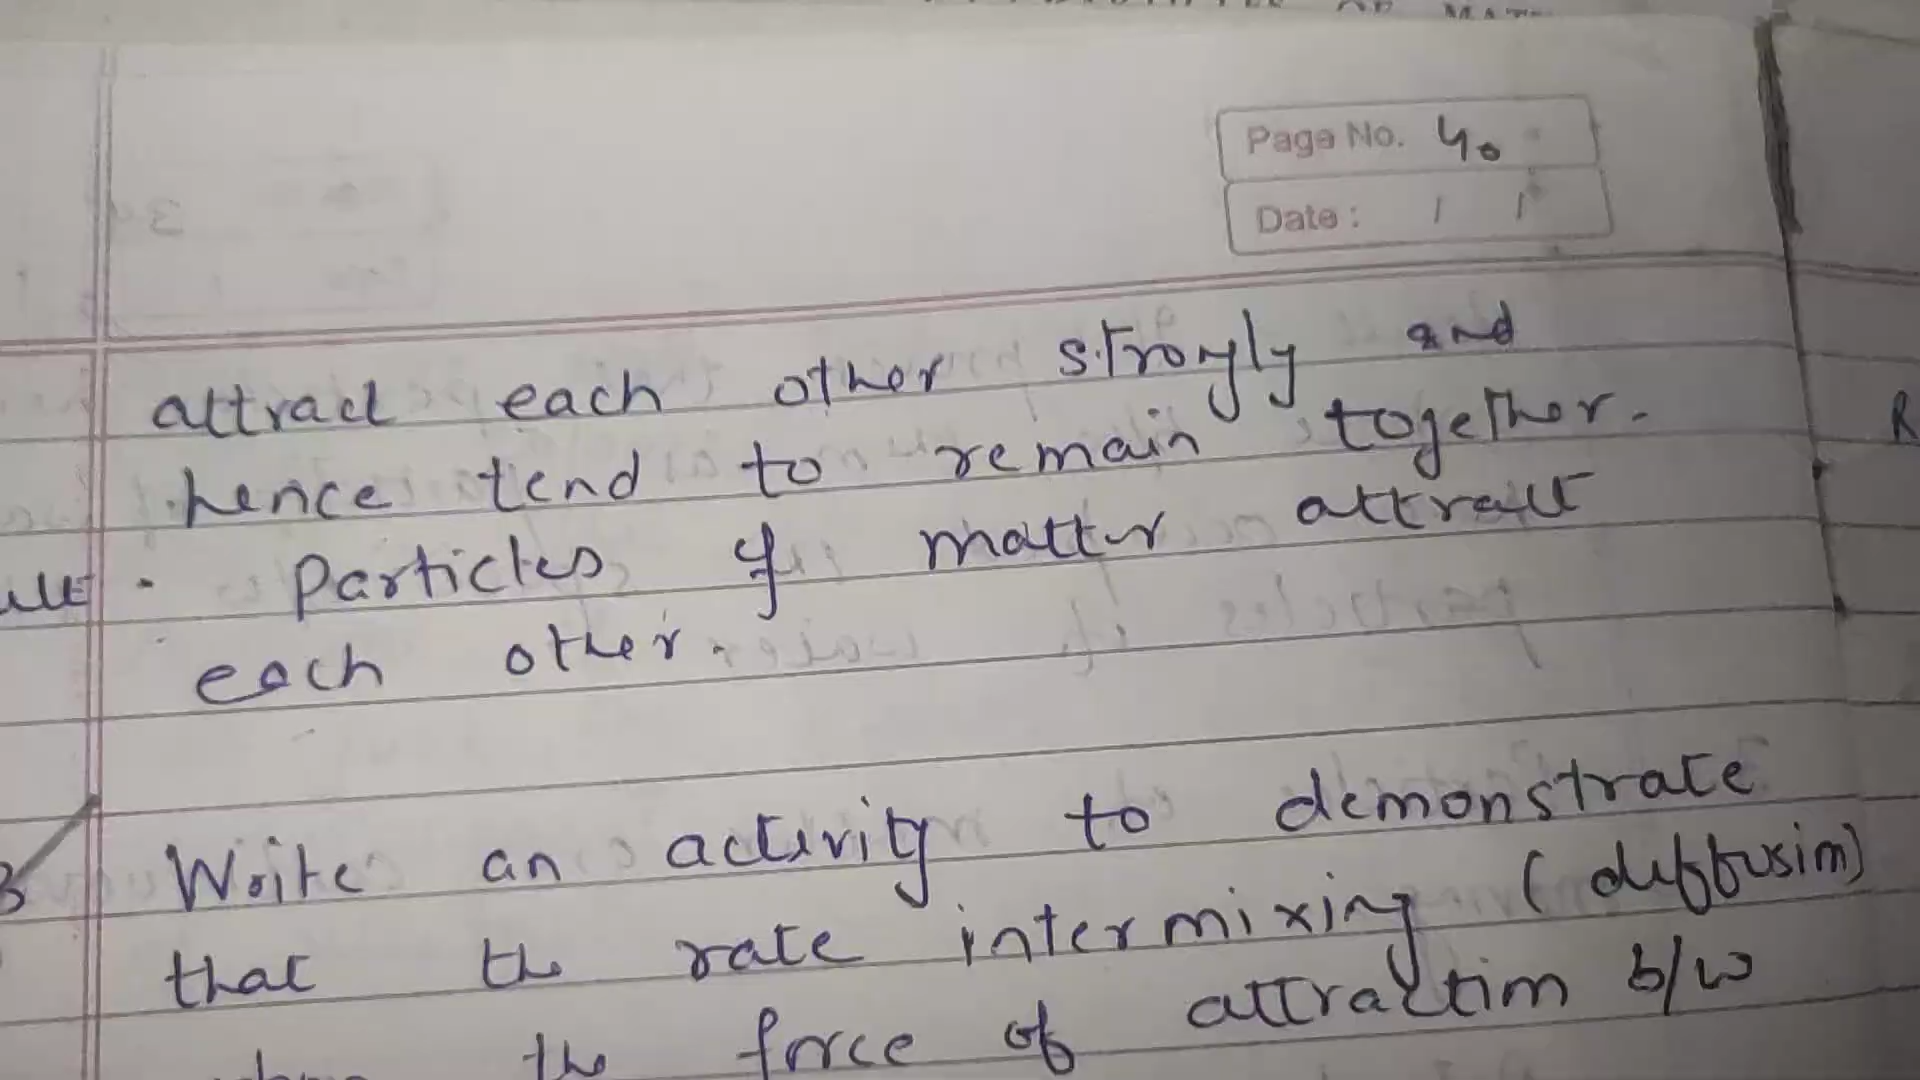 Page No. 40
Date : / /
attract each other strongly and
hence tend to remain together.
Particles of matter attract
each other.
Write an activity to demonstrate
that the rate intermixing (diffusion)
the force of attraction b/w